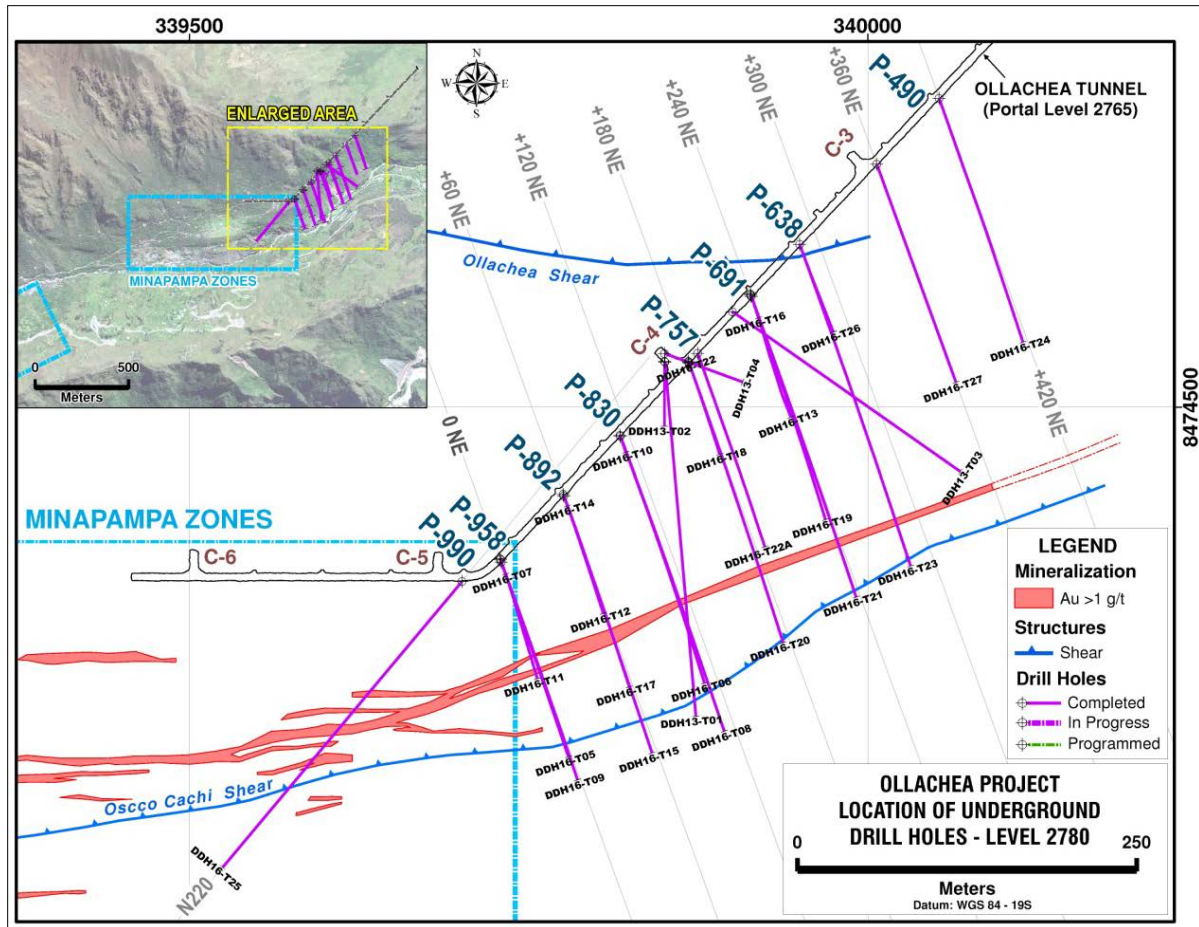 339500
340000
ENLARGED AREA
MINAPAMPA ZONES
0
500
Meters
N
W
E
S
+60 NE
+120 NE
+180 NE
+240 NE
+300 NE
+360 NE
P-490
OLLACHEA TUNNEL
(Portal Level 2765)
C-3
P-638
Ollachea Shear
P-691
DDH16-T16
DDH16-T26
DDH16-T24
C-4
P-757
DDH16-T22
DDH13-T04
DDH16-T27
+420 NE
8474500
P-830
DDH13-T02
DDH16-T13
0 NE
DDH16-T10
DDH16-T18
DDH13-T03
P-892
DDH16-T14
MINAPAMPA ZONES
P-958
P-990
DDH16-T19
DDH16-T22A
C-6
C-5
DDH16-T07
DDH16-T23
DDH16-T21
DDH16-T12
DDH16-T20
DDH16-T11
DDH16-T17
DDH16-T06
DDH13-T01
DDH16-T08
DDH16-T05
DDH16-T15
DDH16-T09
Oscco Cachi Shear
DDH16-T25
N220
LEGEND
Mineralization
Au >1 g/t
Structures
Shear
Drill Holes
Completed
In Progress
Programmed
OLLACHEA PROJECT
LOCATION OF UNDERGROUND
DRILL HOLES - LEVEL 2780
0
250
Meters
Datum: WGS 84 - 19S